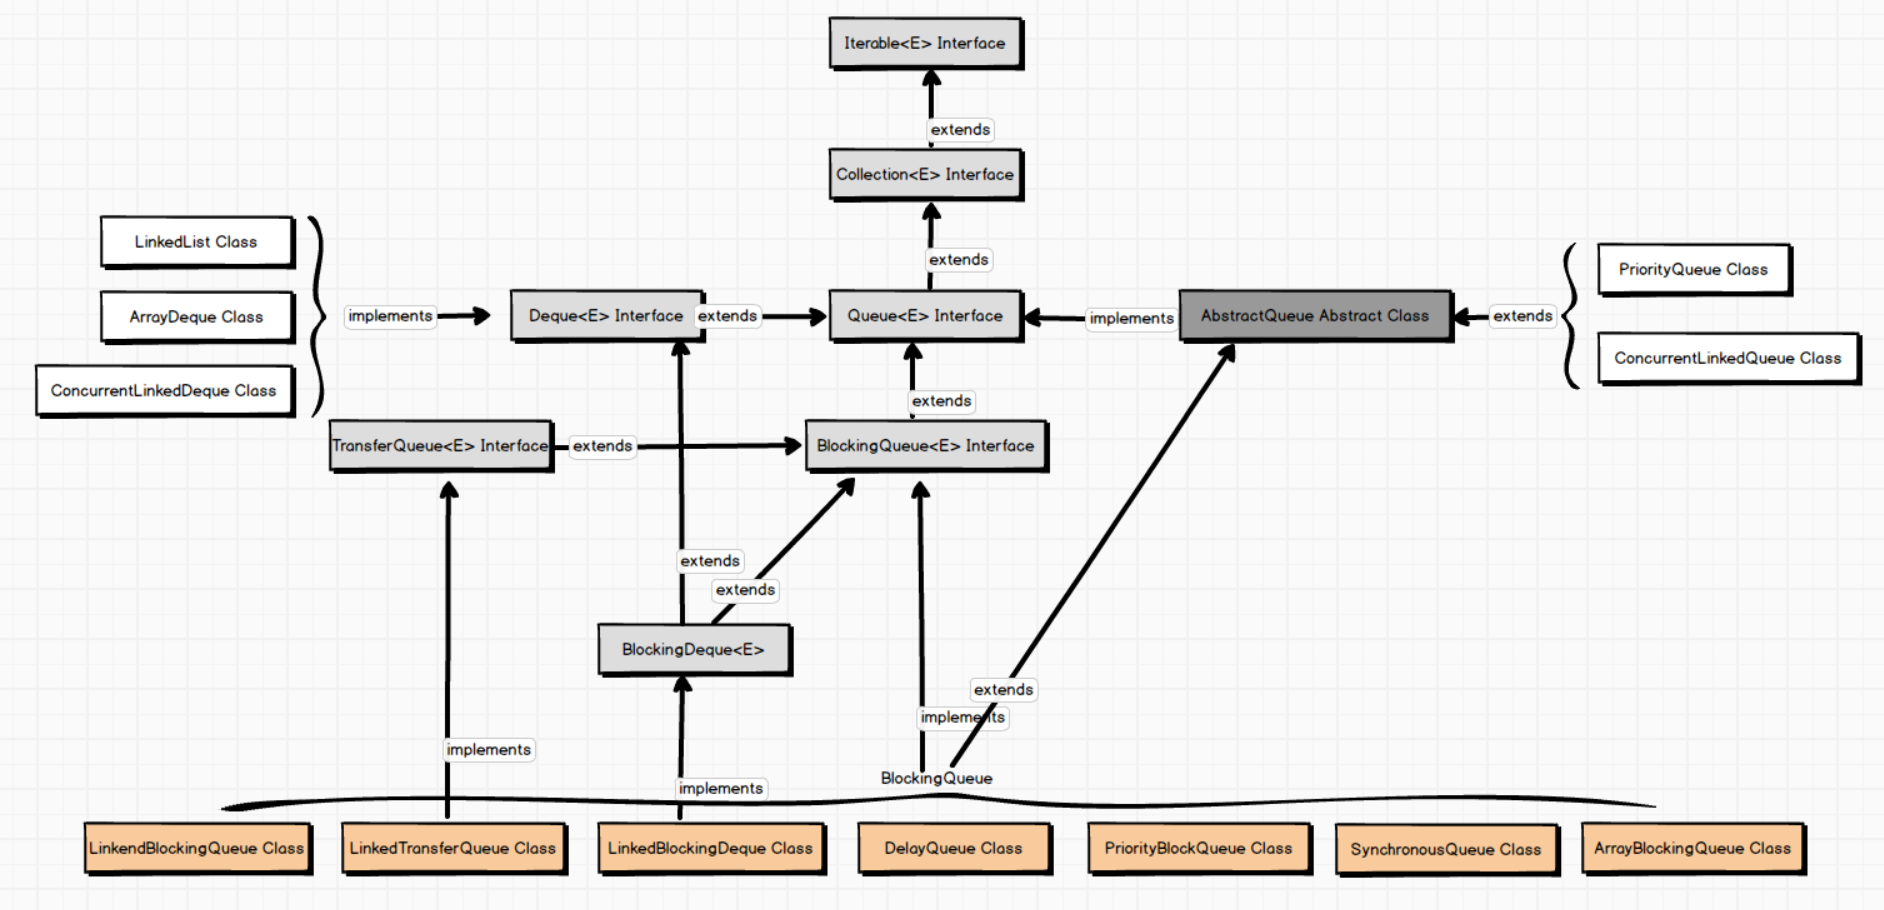 Iterable<E> Interface
extends
Collection<E> Interface
extends
LinkedList Class
ArrayDeque Class
ConcurrentLinkedDeque Class
implements
Deque<E> Interface
extends
Queue<E> Interface
implements
AbstractQueue Abstract Class
extends
PriorityQueue Class
ConcurrentLinkedQueue Class
extends
TransferQueue<E> Interface
extends
BlockingQueue<E> Interface
extends
extends
BlockingDeque<E>
extends
implements
implements
implements
BlockingQueue
LinkendBlockingQueue Class
LinkedTransferQueue Class
LinkedBlockingDeque Class
DelayQueue Class
PriorityBlockQueue Class
SynchronousQueue Class
ArrayBlockingQueue Class